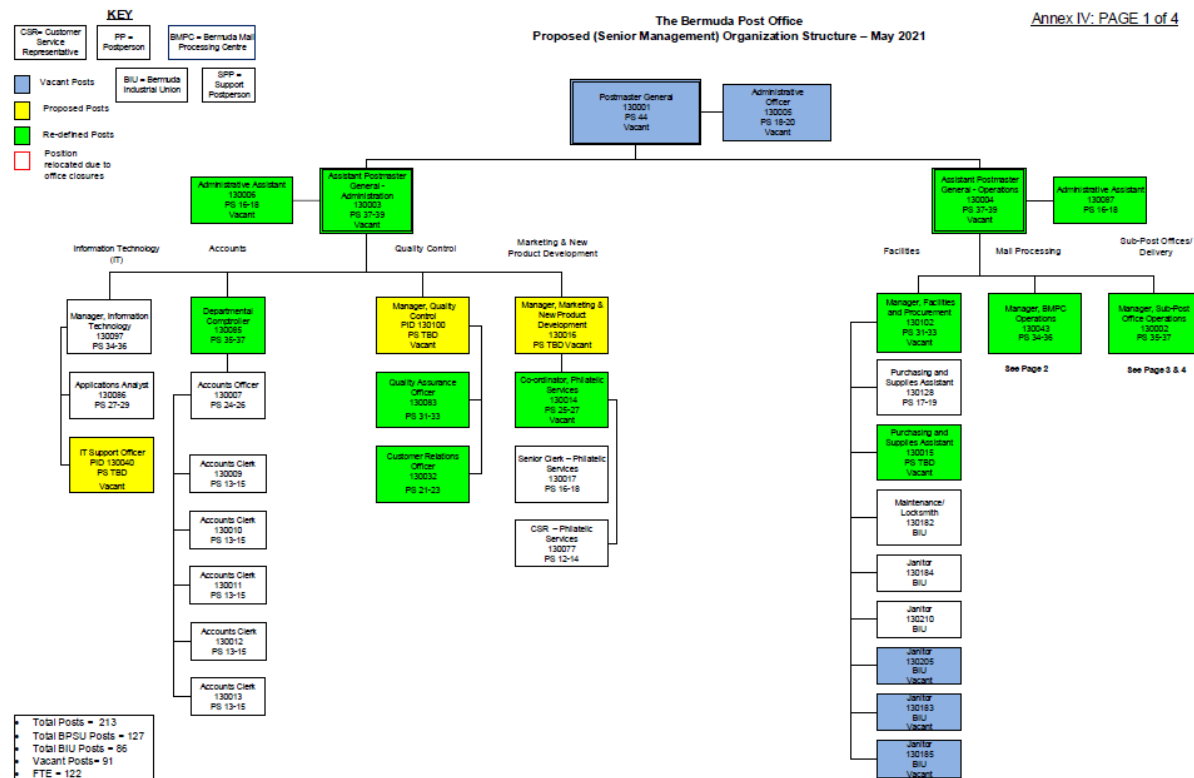 KEY
CSR= Customer
Service
Representative
PP =
Postperson
BMPC = Bermuda Mail
Processing Centre
Vacant Posts
BIU = Bermuda
Industrial Union
SPP =
Support
Postperson
Proposed Posts
Re-defined Posts
Position
relocated due to
office closures
The Bermuda Post Office
Proposed (Senior Management) Organization Structure – May 2021
Annex IV: PAGE 1 of 4
Postmaster General
130001
PS 44
Vacant
Administrative
Officer
130005
PS 18-20
Vacant
Administrative Assistant
130006
PS 16-18
Vacant
Assistant Postmaster
General -
Administration
130003
PS 37-39
Vacant
Assistant Postmaster
General - Operations
130004
PS 37-39
Vacant
Administrative Assistant
130087
PS 16-18
Information Technology
(IT)
Accounts
Quality Control
Marketing & New
Product Development
Facilities
Mail Processing
Sub-Post Offices/
Delivery
Manager, Information
Technology
130097
PS 34-36
Applications Analyst
130086
PS 27-29
IT Support Officer
PID 130040
PS TBD
Vacant
Departmental
Comptroller
130085
PS 35-37
Accounts Officer
130007
PS 24-26
Accounts Clerk
130009
PS 13-15
Accounts Clerk
130010
PS 13-15
Accounts Clerk
130011
PS 13-15
Accounts Clerk
130012
PS 13-15
Accounts Clerk
130013
PS 13-15
Manager, Quality
Control
PID 130100
PS TBD
Vacant
Quality Assurance
Officer
130083
PS 31-33
Customer Relations
Officer
130032
PS 21-23
Manager, Marketing &
New Product
Development
130016
PS TBD Vacant
Co-ordinator, Philatelic
Services
130014
PS 25-27
Vacant
Senior Clerk – Philatelic
Services
130017
PS 16-18
CSR – Philatelic
Services
130077
PS 12-14
Manager, Facilities
and Procurement
130102
PS 31-33
Vacant
Purchasing and
Supplies Assistant
130128
PS 17-19
Purchasing and
Supplies Assistant
130015
PS TBD
Vacant
Maintenance/
Locksmith
130182
BIU
Janitor
130184
BIU
Janitor
130210
BIU
Janitor
130205
BIU
Vacant
Janitor
130183
BIU
Vacant
Janitor
130185
BIU
Vacant
Manager, BMPC
Operations
130043
PS 34-36
See Page 2
Manager, Sub-Post
Office Operations
130002
PS 35-37
See Page 3 & 4
• Total Posts = 213
• Total BPSU Posts = 127
• Total BIU Posts = 86
• Vacant Posts= 91
• FTE = 122